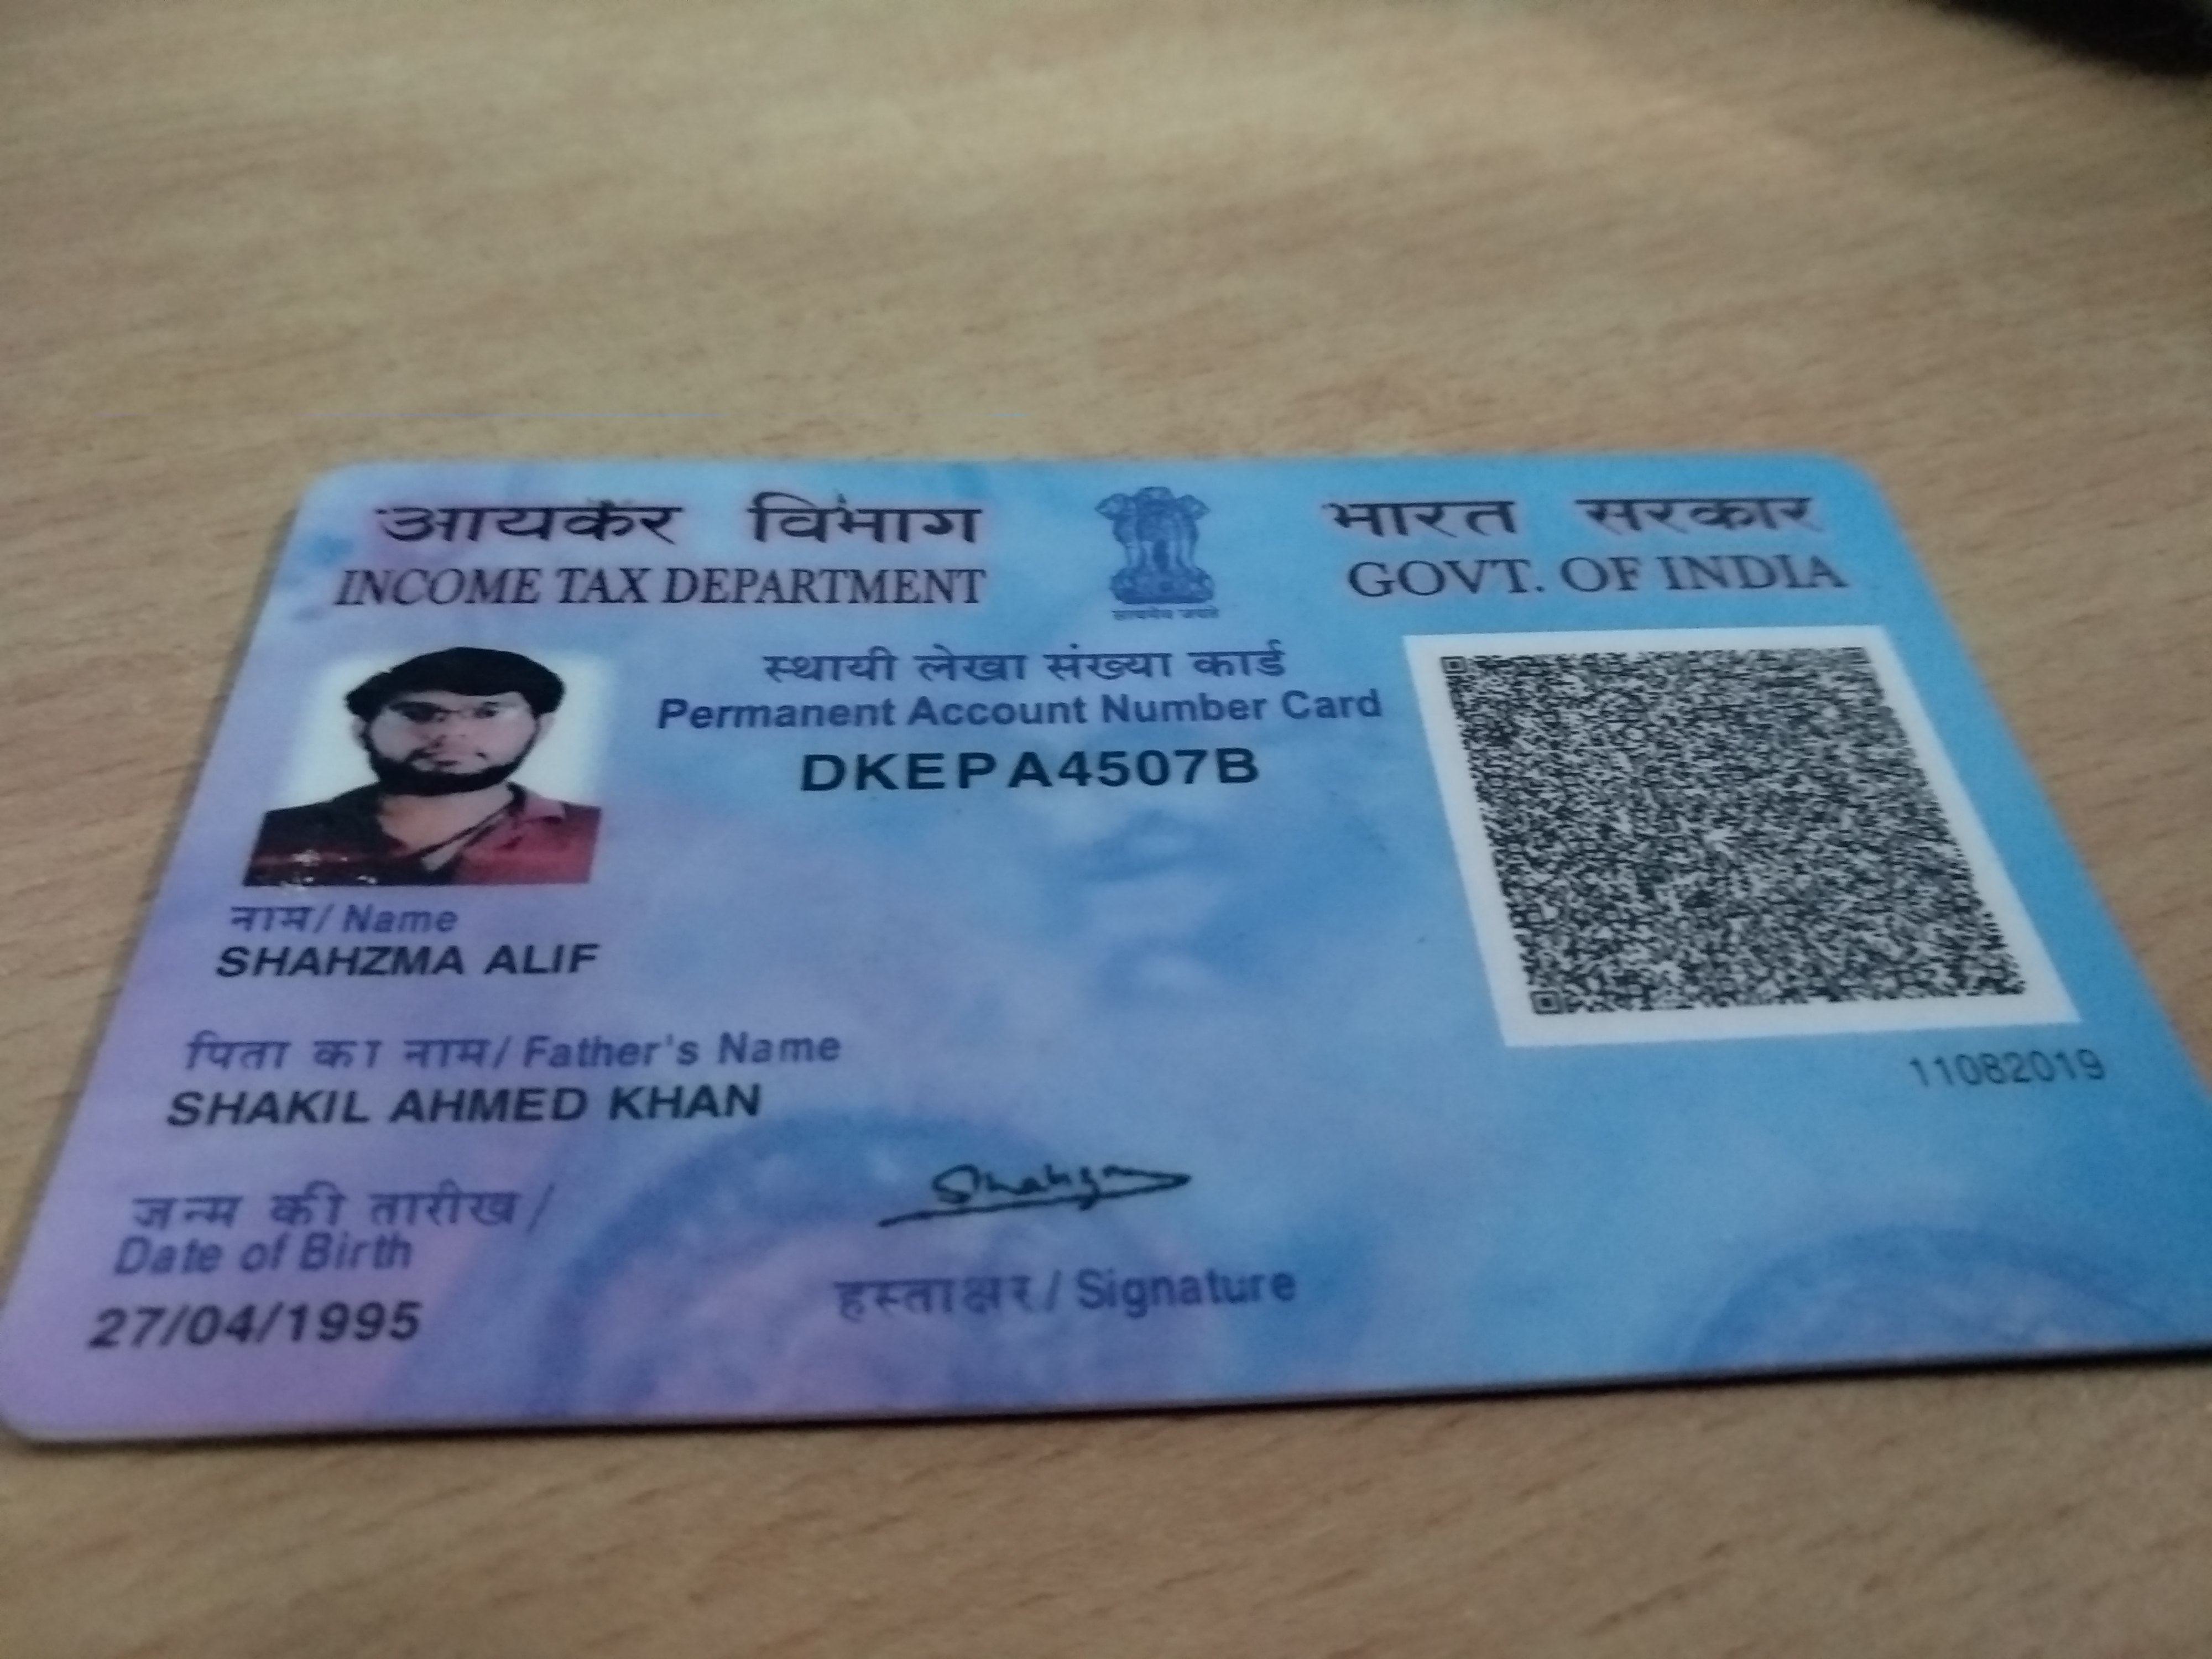 आयकर विभाग
INCOME TAX DEPARTMENT
सत्यमेव जयते
भारत सरकार
GOVT. OF INDIA
स्थायी लेखा संख्या कार्ड
Permanent Account Number Card
DKEPA4507B
नाम/ Name
SHAHZMA ALIF
पिता का नाम/ Father's Name
SHAKIL AHMED KHAN
11082019
जन्म की तारीख/
Date of Birth
27/04/1995
Shahzma
हस्ताक्षर/ Signature